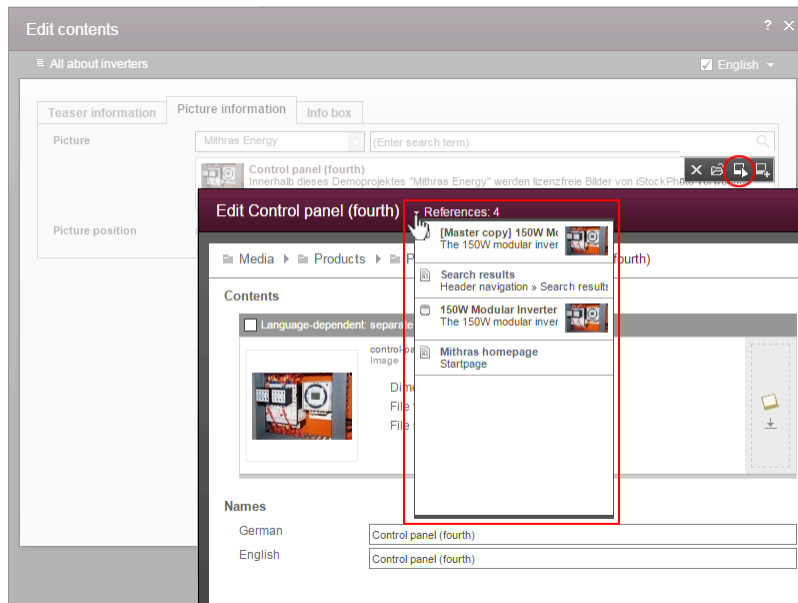 Edit contents
?
All about inverters
English
Teaser information
Picture information
Info box
Picture
Mithras Energy
(Enter search term)
Control panel (fourth)
Innerhalb dieses Demoprojektes "Mithras Energy" werden lizenzfreie Bilder von iStockPhoto verwendet
Picture position
Edit Control panel (fourth)
References: 4
[Master copy] 150W Mo
The 150W modular inver
Media
Products
P
fourth)
Search results
Header navigation » Search results
Contents
150W Modular Inverter
The 150W modular inver
Language-dependent: separate
control-pa
Image
Mithras homepage
Startpage
Dime
File
File
Names
German
Control panel (fourth)
English
Control panel (fourth)